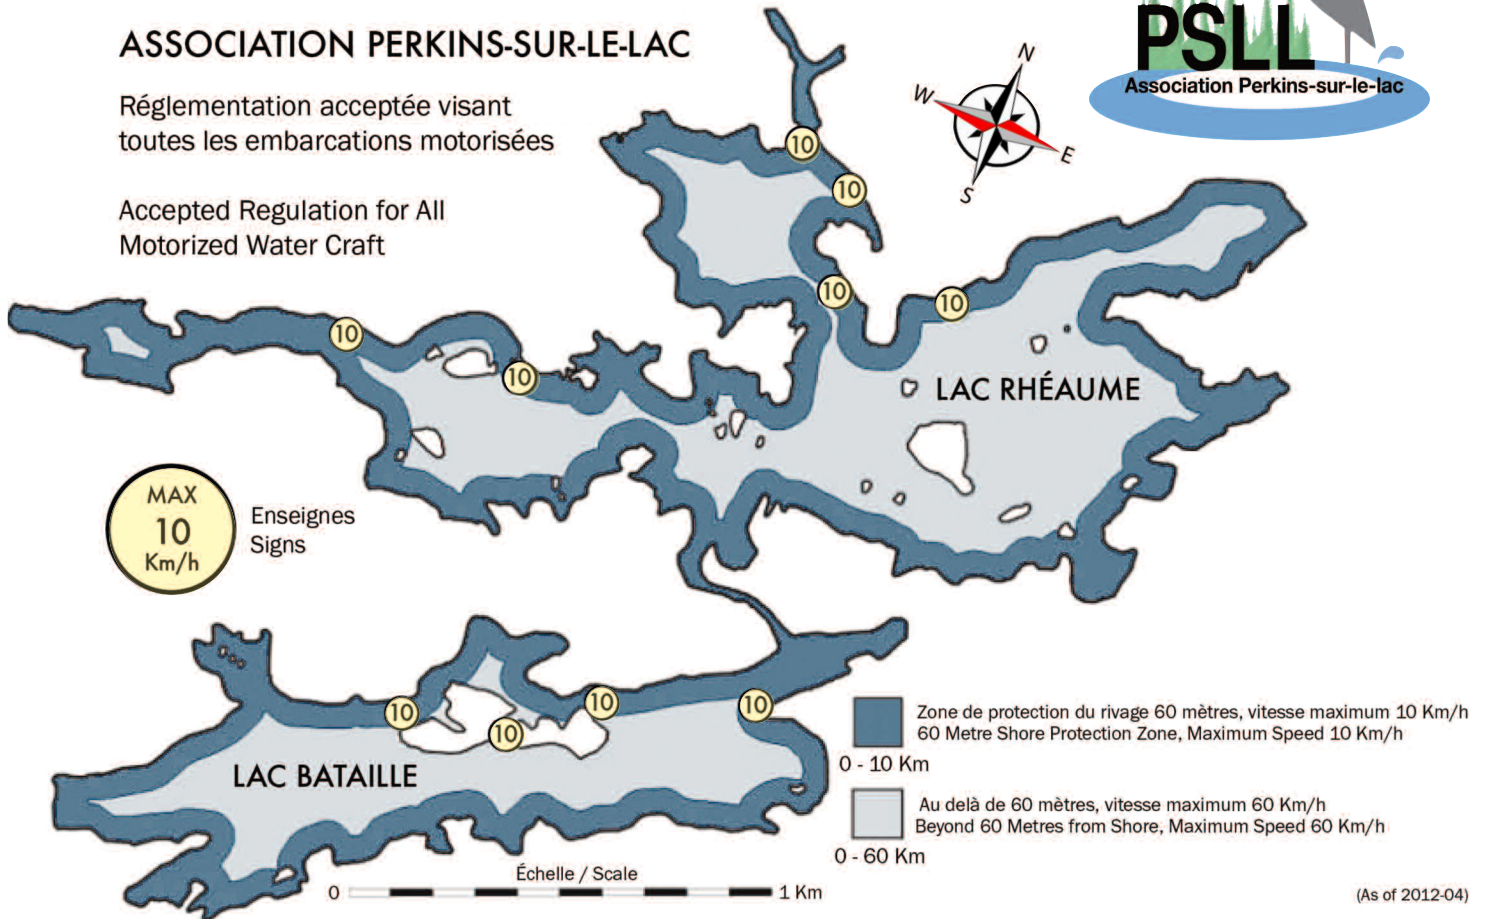 ASSOCIATION PERKINS-SUR-LE-LAC
Réglementation acceptée visant
toutes les embarcations motorisées
Accepted Regulation for All
Motorized Water Craft
PSLL
Association Perkins-sur-le-lac
N
W
E
S
10
10
10
10
10
10
LAC RHÉAUME
MAX
10
Km/h
Enseignes
Signs
10
10
10
10
LAC BATAILLE
Zone de protection du rivage 60 mètres, vitesse maximum 10 Km/h
60 Metre Shore Protection Zone, Maximum Speed 10 Km/h
0 - 10 Km
Au delà de 60 mètres, vitesse maximum 60 Km/h
Beyond 60 Metres from Shore, Maximum Speed 60 Km/h
0 - 60 Km
Échelle / Scale
0 1 Km
(As of 2012-04)